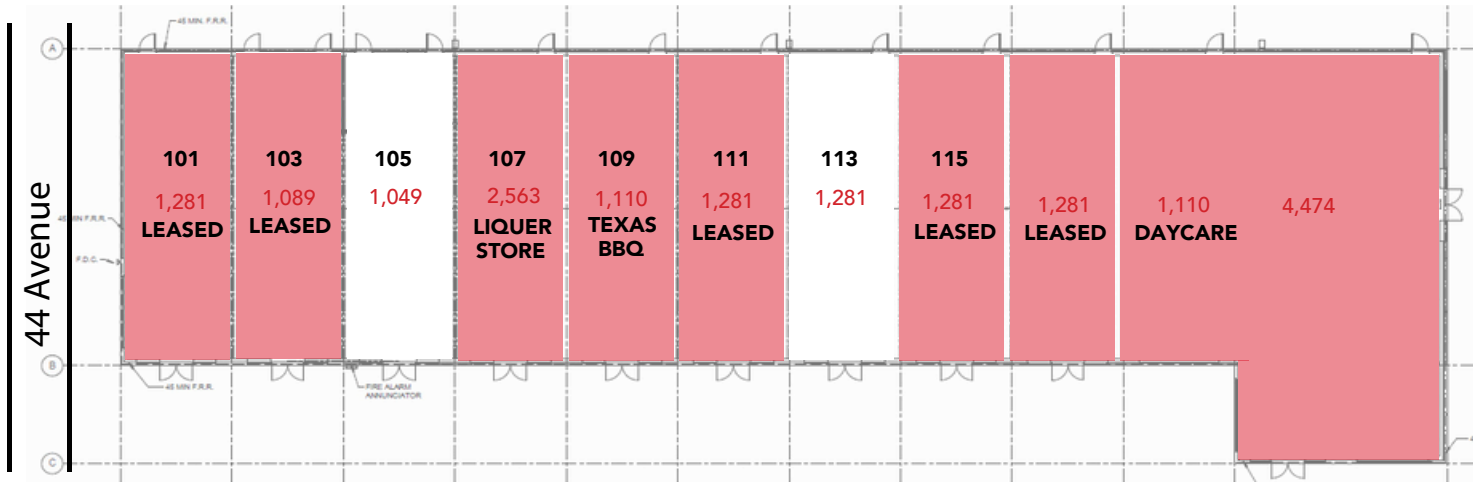 45 MIN. F.R.R.
A
101
1,281
LEASED
103
1,089
LEASED
105
1,049
107
2,563
LIQUER
STORE
109
1,110
TEXAS
BBQ
111
1,281
LEASED
113
1,281
115
1,281
LEASED
1,281
LEASED
1,110
DAYCARE
4,474
44 Avenue
45 MIN F.R.R.
F.D.C.
B
45 MIN F.R.R.
FIRE ALARM
ANNUNCIATOR
C